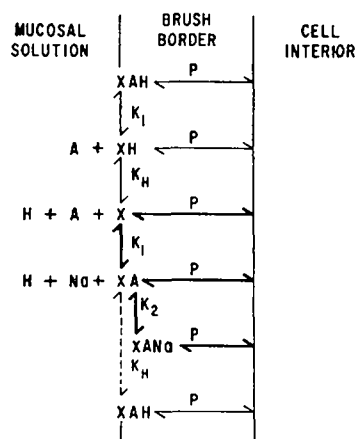 MUCOSAL SOLUTION
BRUSH BORDER
CELL INTERIOR
XAH P
K1
A + XH P
KH
H + A + X P
K1
H + Na + XA P
K2
XANa P
KH
XAH P